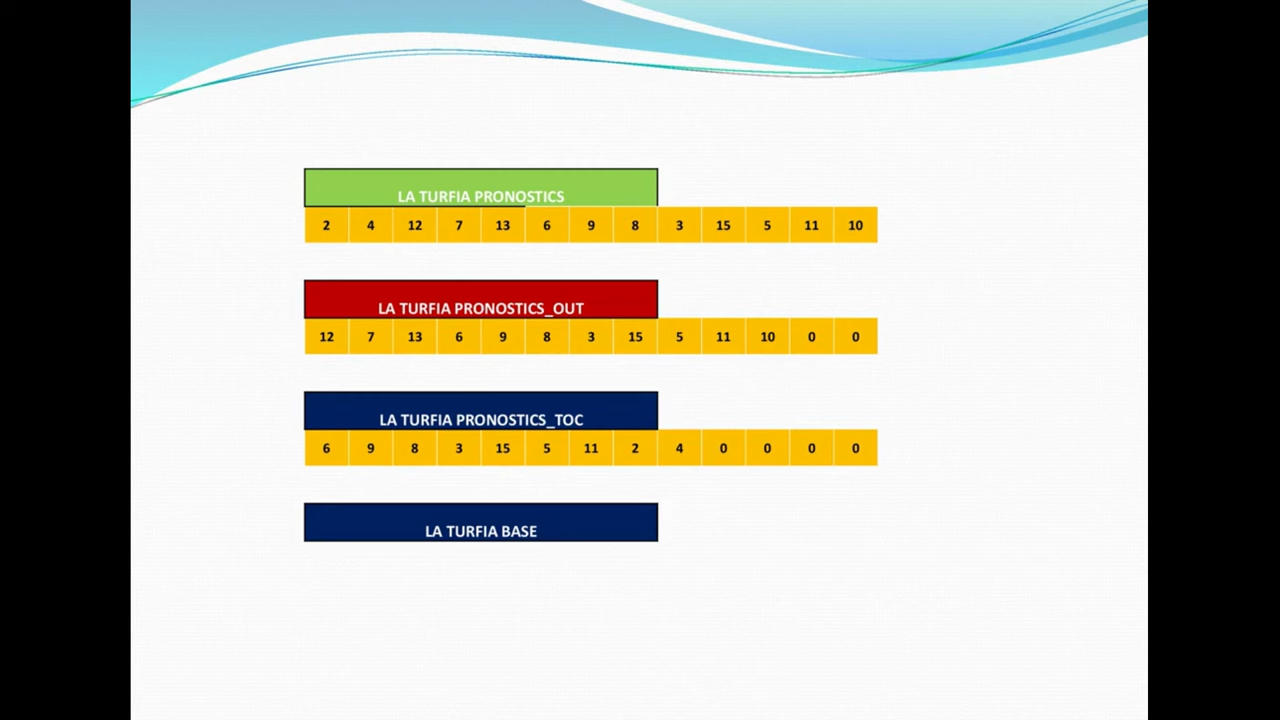 LA TURFIA PRONOSTICS
2 4 12 7 13 6 9 8 3 15 5 11 10
LA TURFIA PRONOSTICS_OUT
12 7 13 6 9 8 3 15 5 11 10 0 0
LA TURFIA PRONOSTICS_TOC
6 9 8 3 15 5 11 2 4 0 0 0 0
LA TURFIA BASE